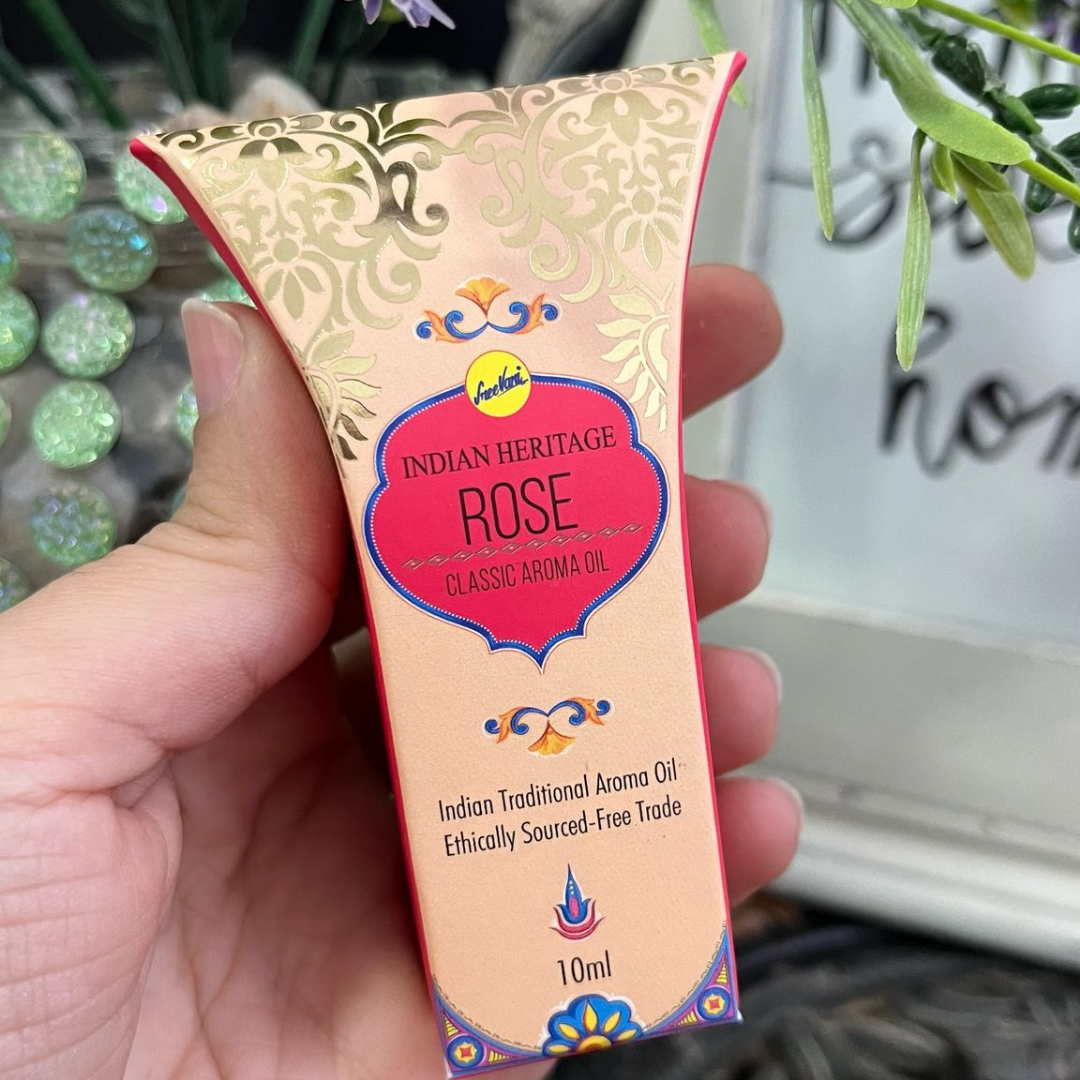 SreeVani
INDIAN HERITAGE
ROSE
CLASSIC AROMA OIL
Indian Traditional Aroma Oil
Ethically Sourced-Free Trade
10ml